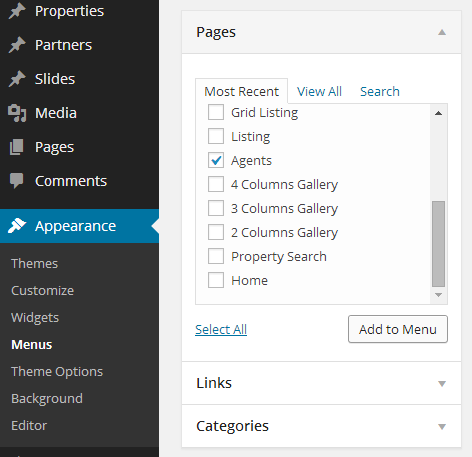 Properties
Partners
Slides
Media
Pages
Comments
Appearance
Themes
Customize
Widgets
Menus
Theme Options
Background
Editor
Pages
Most Recent View All Search
Grid Listing
Listing
Agents
4 Columns Gallery
3 Columns Gallery
2 Columns Gallery
Property Search
Home
Select All Add to Menu
Links
Categories